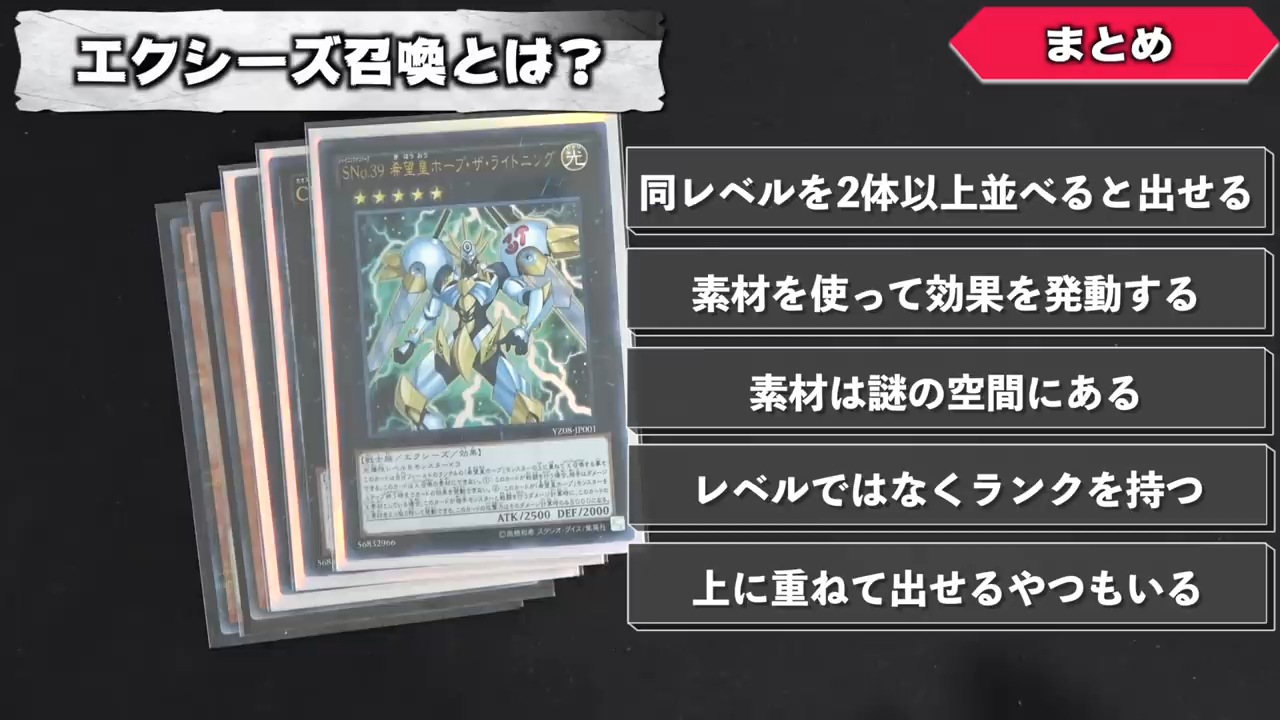 エクシーズ召喚とは?
まとめ
SNo.39 希望皇ホープ・ザ・ライトニング
光
YZ08-JP001
【戦士族/エクシーズ/効果】
ATK/2500 DEF/2000
56832966
同レベルを2体以上並べると出せる
素材を使って効果を発動する
素材は謎の空間にある
レベルではなくランクを持つ
上に重ねて出せるやつもいる